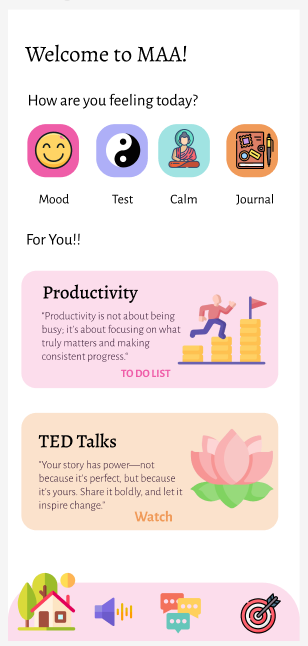 Welcome to MAA!
How are you feeling today?
Mood Test Calm Journal
For You!!
Productivity
"Productivity is not about being
busy; it's about focusing on what
truly matters and making
consistent progress."
TO DO LIST
TED Talks
"Your story has power—not
because it's perfect, but because
it's yours. Share it boldly, and let it
inspire change."
Watch